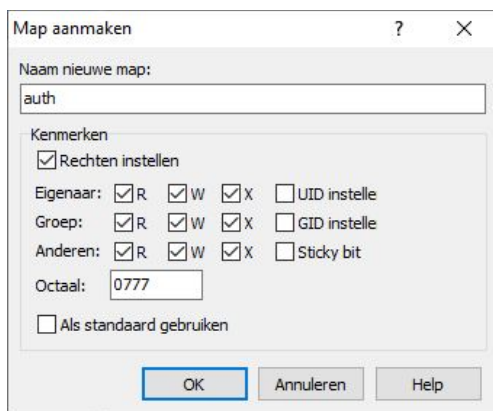 Map aanmaken ? X
Naam nieuwe map:
auth
Kenmerken
Rechten instellen
Eigenaar: R W X UID instelle
Groep: R W X GID instelle
Anderen: R W X Sticky bit
Octaal: 0777
Als standaard gebruiken
OK Annuleren Help